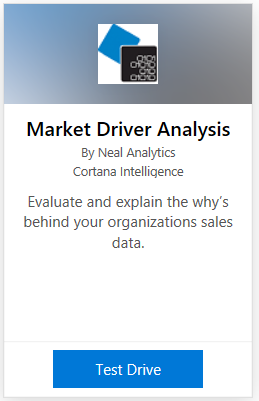 Market Driver Analysis
By Neal Analytics
Cortana Intelligence
Evaluate and explain the why's
behind your organizations sales
data.
Test Drive